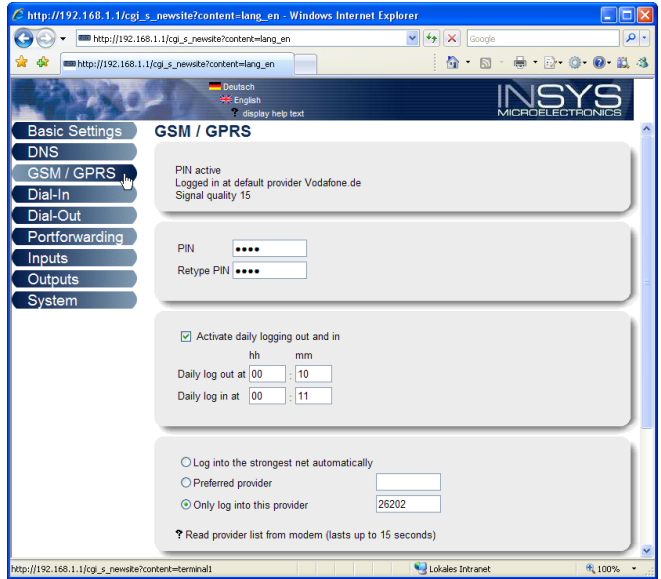 http://192.168.1.1/cgi_s_newsite?content=lang_en - Windows Internet Explorer
http://192.168.1.1/cgi_s_newsite?content=lang_en
Google
http://192.168.1.1/cgi_s_newsite?content=lang_en
Deutsch
English
? display help text
INSYS
MICROELECTRONICS
Basic Settings
DNS
GSM / GPRS
Dial-In
Dial-Out
Portforwarding
Inputs
Outputs
System
GSM / GPRS
PIN active
Logged in at default provider Vodafone.de
Signal quality 15
PIN ••••
Retype PIN ••••
Activate daily logging out and in
hh mm
Daily log out at 00 : 10
Daily log in at 00 : 11
Log into the strongest net automatically
Preferred provider
Only log into this provider 26202
? Read provider list from modem (lasts up to 15 seconds)
http://192.168.1.1/cgi_s_newsite?content=terminal1
Lokales Intranet
100%